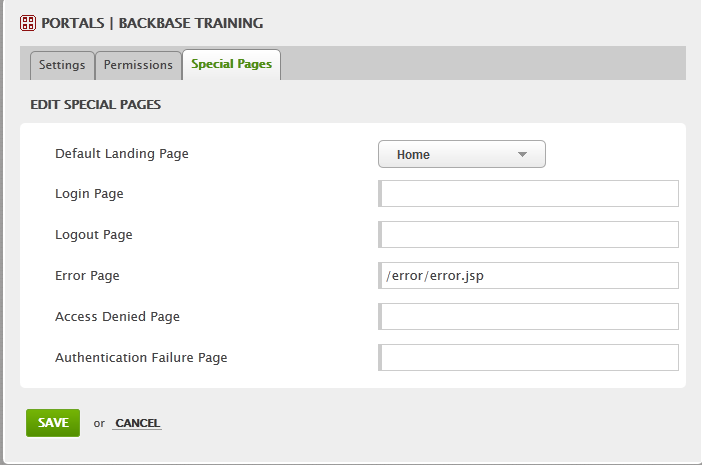 PORTALS | BACKBASE TRAINING
Settings Permissions Special Pages
EDIT SPECIAL PAGES
Default Landing Page Home
Login Page
Logout Page
Error Page /error/error.jsp
Access Denied Page
Authentication Failure Page
SAVE or CANCEL